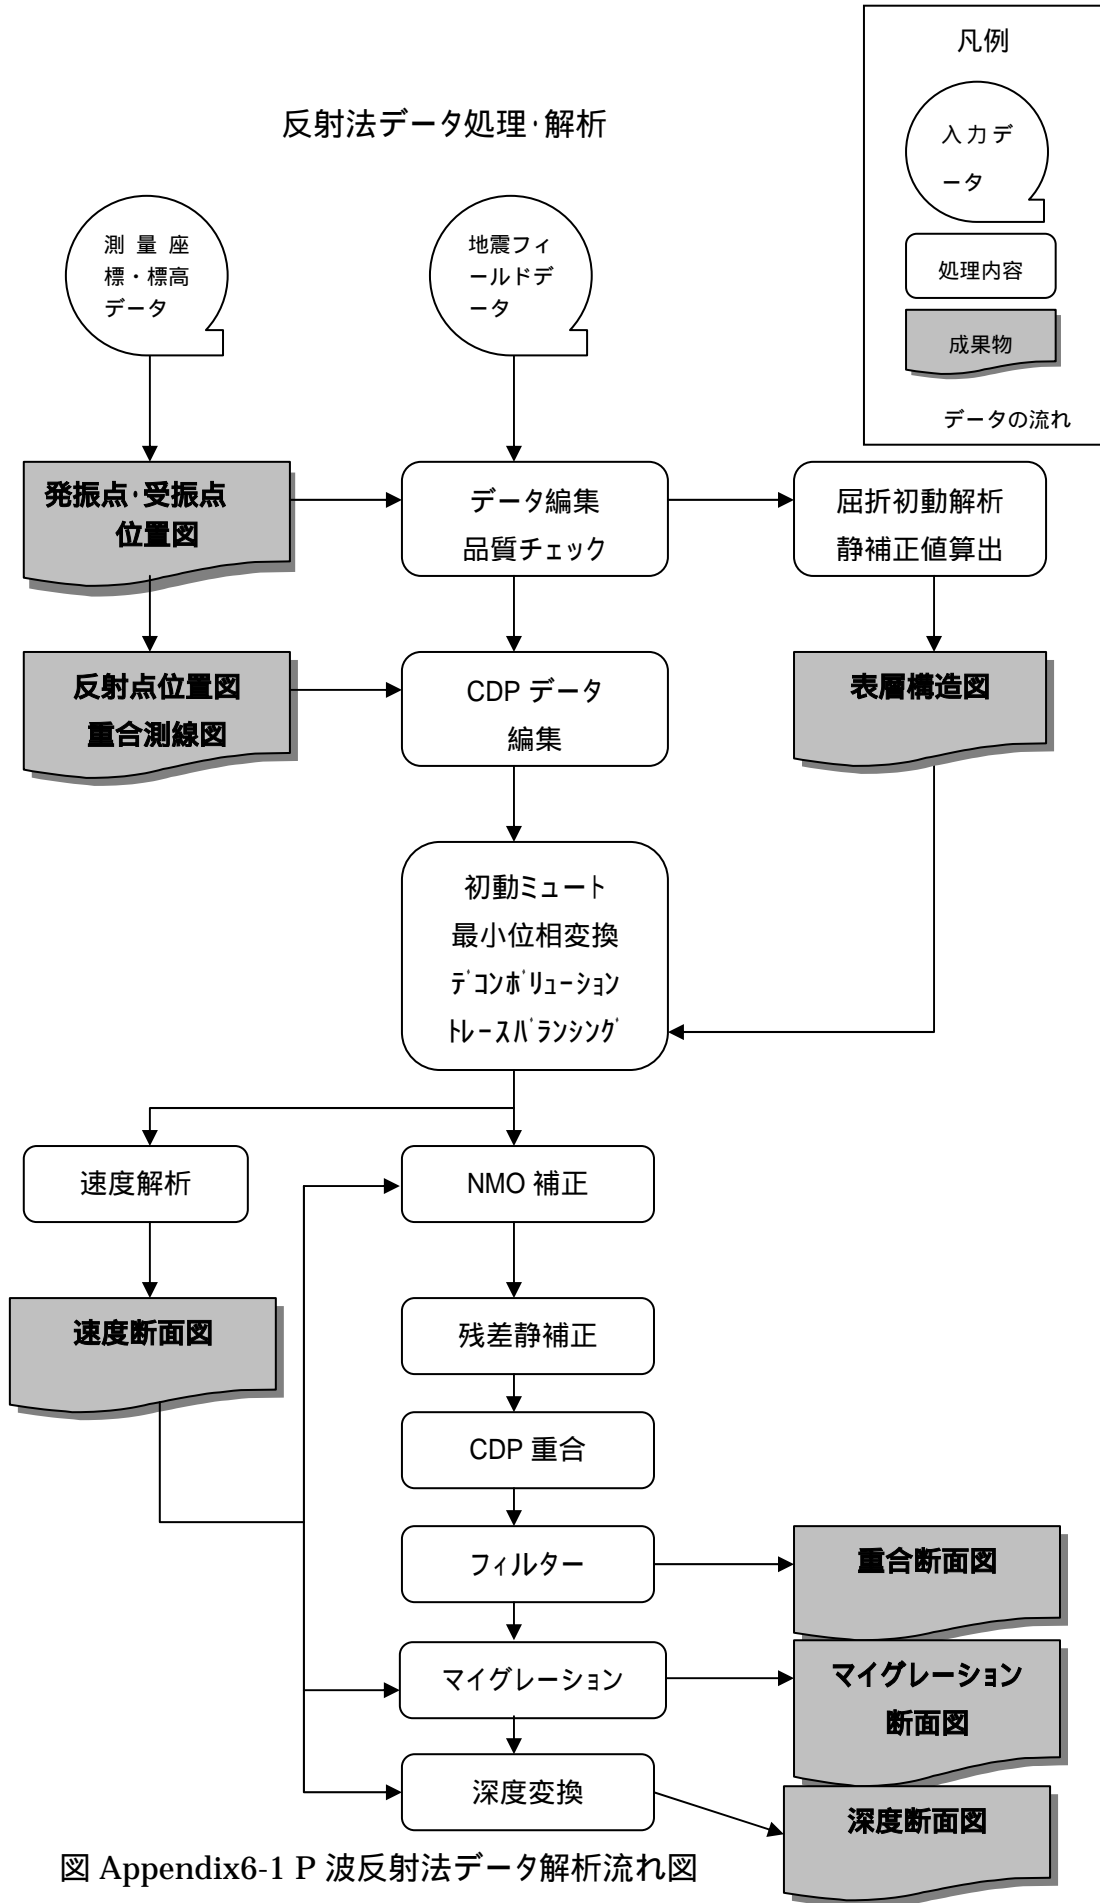 凡例
入力デ
ータ
処理内容
成果物
データの流れ
反射法データ処理・解析
測量座
標・標高
データ
地震フィ
ールドデ
ータ
発振点・受振点
位置図
データ編集
品質チェック
屈折初動解析
静補正値算出
反射点位置図
重合測線図
CDP データ
編集
表層構造図
初動ミュート
最小位相変換
ﾃﾞｺﾝﾎﾞﾘｭｰｼｮﾝ
ﾄﾚｰｽﾊﾞﾗﾝｼﾝｸﾞ
速度解析
NMO 補正
速度断面図
残差静補正
CDP 重合
フィルター
重合断面図
マイグレーション
マイグレーション
断面図
深度変換
深度断面図
図 Appendix6-1 P 波反射法データ解析流れ図